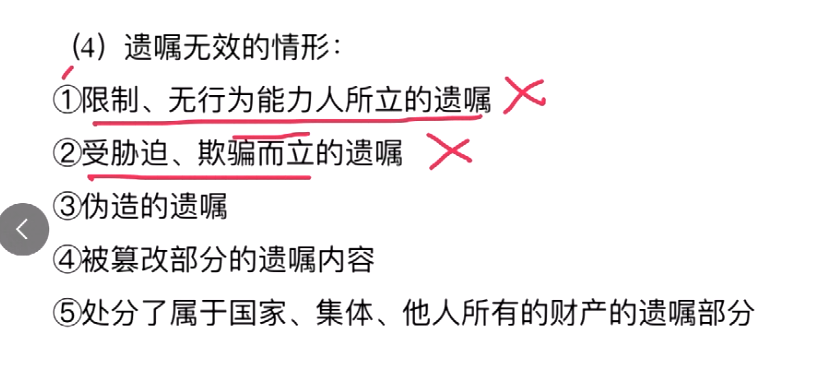 (4）遗嘱无效的情形：
①限制、无行为能力人所立的遗嘱
②受胁迫、欺骗而立的遗嘱
③伪造的遗嘱
④被篡改部分的遗嘱内容
⑤处分了属于国家、集体、他人所有的财产的遗嘱部分